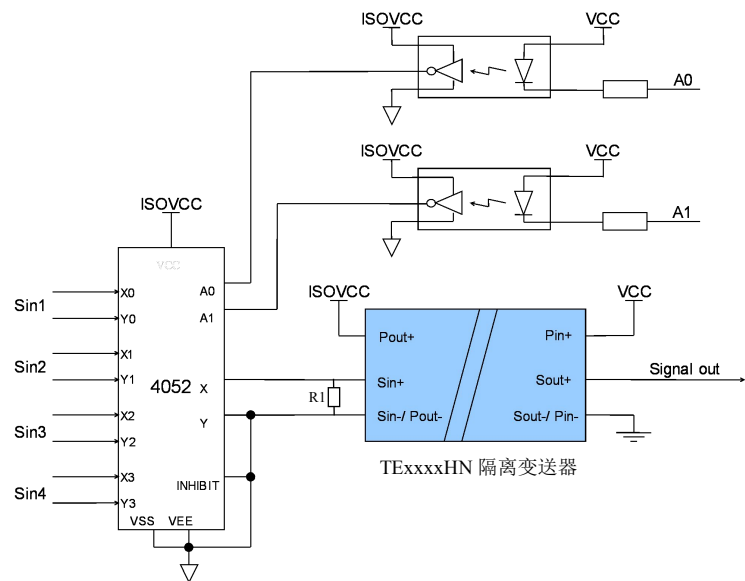 ISOVCC
VCC
A0
ISOVCC
VCC
A1
ISOVCC
VCC
A0
A1
Sin1
X0
Y0
Sin2
X1
Y1
4052
X
Y
Sin3
X2
Y2
Sin4
X3
Y3
INHIBIT
VSS VEE
ISOVCC
VCC
Pout+
Pin+
Sin+
Sout+
Signal out
R1
Sin-/ Pout-
Sout-/ Pin-
TExxxxHN 隔离变送器